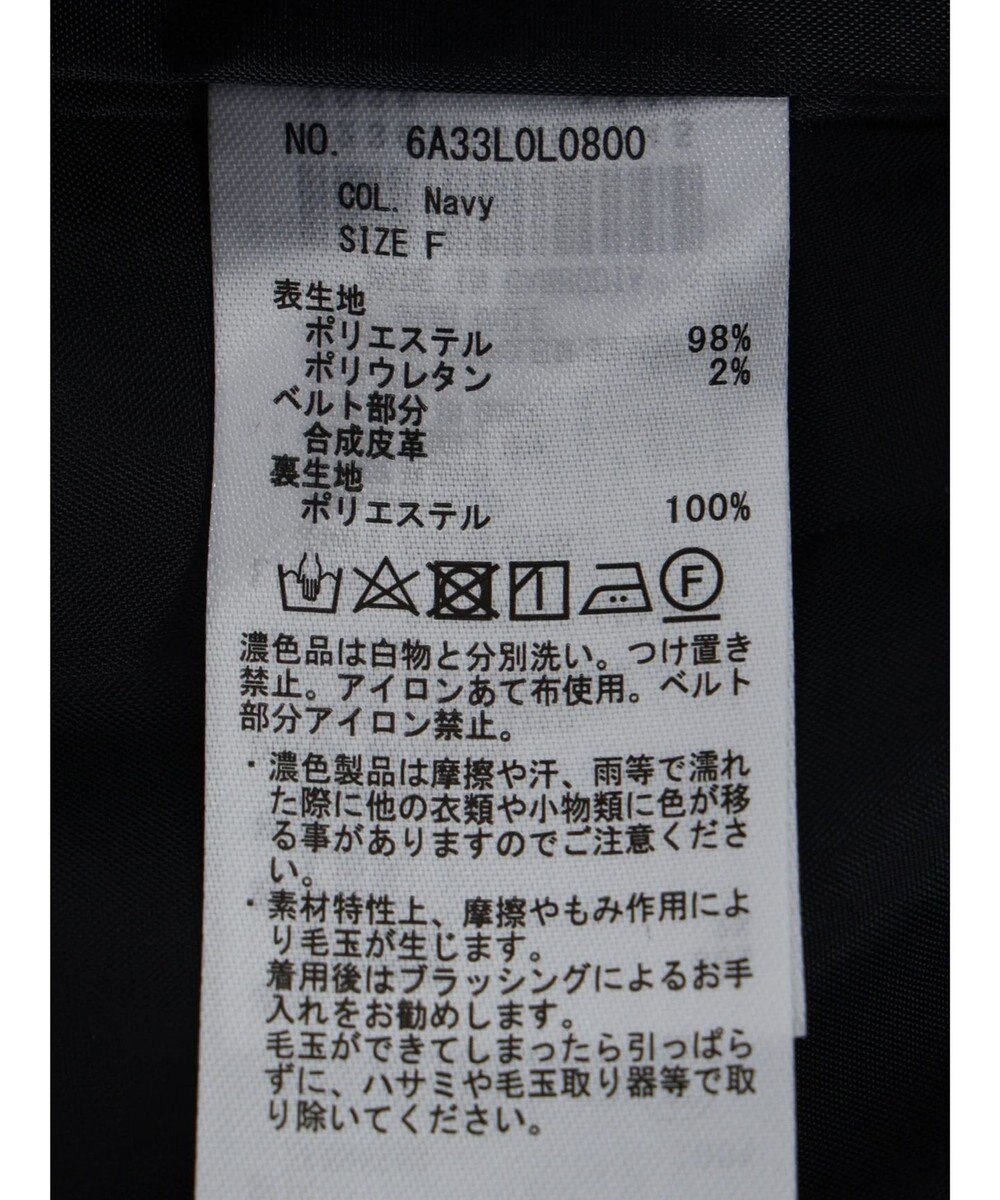 NO. 6A33L0L0800
COL. Navy
SIZE F
表生地
ポリエステル 98%
ポリウレタン 2%
ベルト部分
合成皮革
裏生地
ポリエステル 100%
F
濃色品は白物と分別洗い。つけ置き
禁止。アイロンあて布使用。ベルト
部分アイロン禁止。
・濃色製品は摩擦や汗、雨等で濡れ
た際に他の衣類や小物類に色が移
る事がありますのでご注意くださ
い。
・素材特性上、摩擦やもみ作用によ
り毛玉が生じます。
着用後はブラッシングによるお手
入れをお勧めします。
毛玉ができてしまったら引っぱら
ずに、ハサミや毛玉取り器等で取
り除いてください。